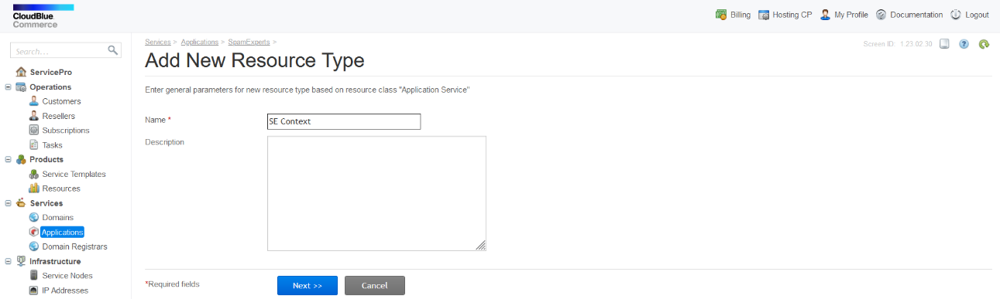 CloudBlue
Commerce
Billing Hosting CP My Profile Documentation Logout
Search...
ServicePro
Operations
Customers
Resellers
Subscriptions
Tasks
Products
Service Templates
Resources
Services
Domains
Applications
Domain Registrars
Infrastructure
Service Nodes
IP Addresses
Services > Applications > SpamExperts >
Screen ID: 1.23.02.30
Add New Resource Type
Enter general parameters for new resource type based on resource class "Application Service"
Name * SE Context
Description
*Required fields Next >> Cancel